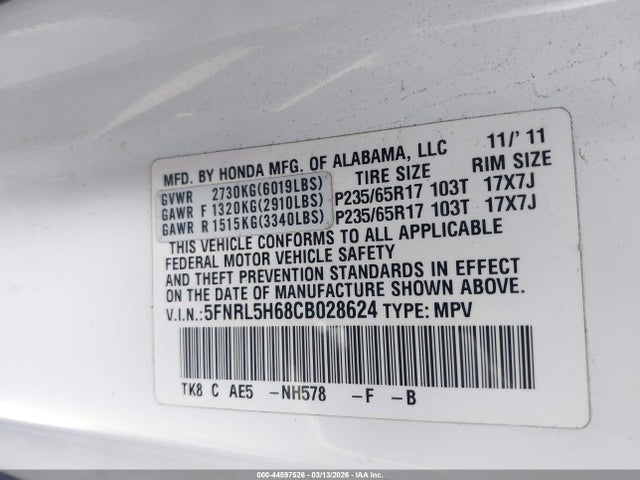 MFD. BY HONDA MFG. OF ALABAMA, LLC 11/'11
TIRE SIZE RIM SIZE
GVWR 2730KG(6019LBS)
GAWR F 1320KG(2910LBS) P235/65R17 103T 17X7J
GAWR R 1515KG(3340LBS) P235/65R17 103T 17X7J
THIS VEHICLE CONFORMS TO ALL APPLICABLE
FEDERAL MOTOR VEHICLE SAFETY
AND THEFT PREVENTION STANDARDS IN EFFECT
ON THE DATE OF MANUFACTURE SHOWN ABOVE.
V.I.N.:5FNRL5H68CB028624 TYPE: MPV
TK8 C AE5 -NH578 -F -B
000-44597526 - 03/13/2026 - IAAI.com